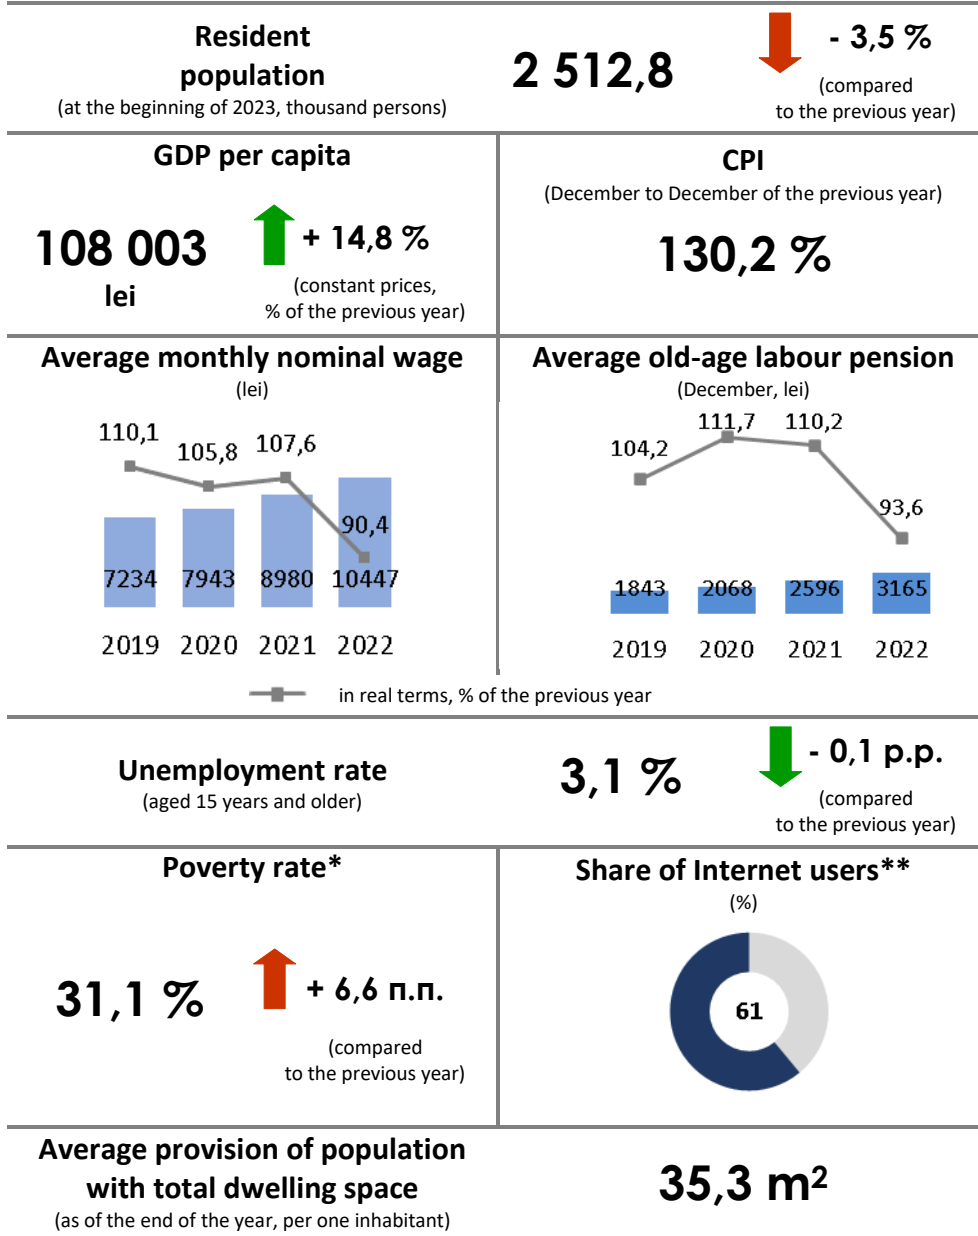 Resident
population
(at the beginning of 2023, thousand persons)
2 512,8
- 3,5 %
(compared
to the previous year)
GDP per capita
108 003
lei
+ 14,8 %
(constant prices,
% of the previous year)
CPI
(December to December of the previous year)
130,2 %
Average monthly nominal wage
(lei)
110,1
105,8
107,6
90,4
7234 7943 8980 10447
2019 2020 2021 2022
Average old-age labour pension
(December, lei)
104,2
111,7
110,2
93,6
1843 2068 2596 3165
2019 2020 2021 2022
in real terms, % of the previous year
Unemployment rate
(aged 15 years and older)
3,1 %
- 0,1 p.p.
(compared
to the previous year)
Poverty rate*
31,1 %
+ 6,6 п.п.
(compared
to the previous year)
Share of Internet users**
(%)
61
Average provision of population
with total dwelling space
(as of the end of the year, per one inhabitant)
35,3 m²